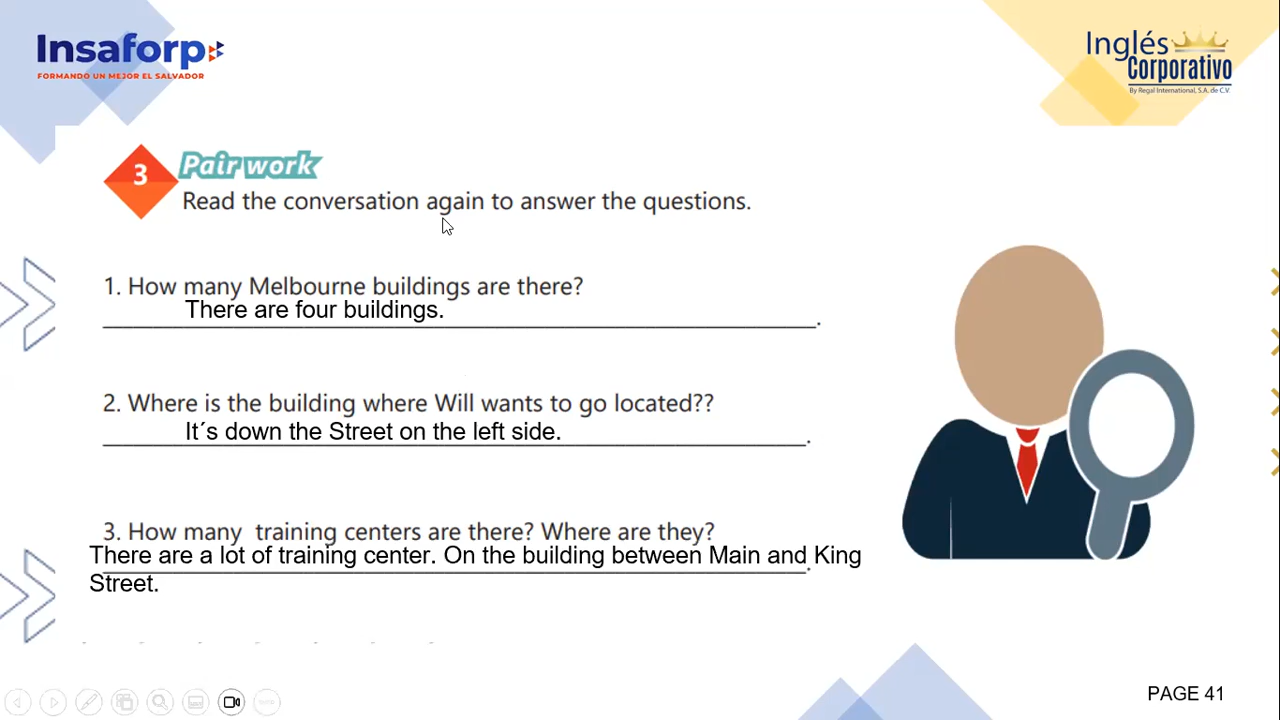 Insaforp
FORMANDO UN MEJOR EL SALVADOR
Inglés
Corporativo
By Regal International, S.A. de C.V.
3
Pair work
Read the conversation again to answer the questions.
1. How many Melbourne buildings are there?
There are four buildings.
2. Where is the building where Will wants to go located??
It´s down the Street on the left side.
3. How many training centers are there? Where are they?
There are a lot of training center. On the building between Main and King
Street.
PAGE 41